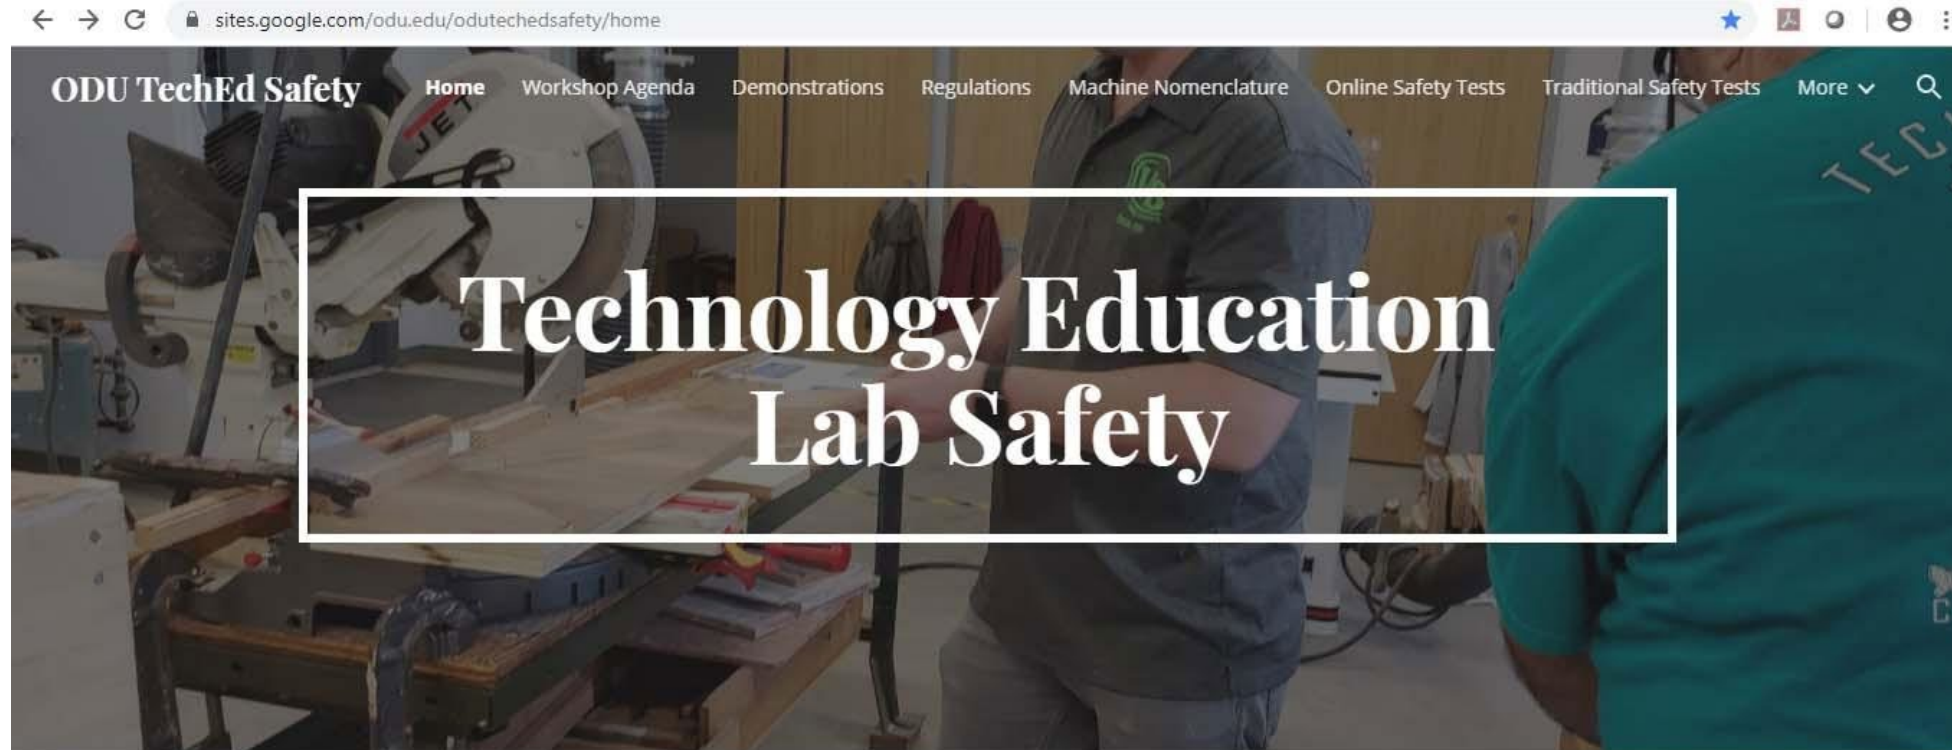 sites.google.com/odu.edu/odutechedsafety/home
ODU TechEd Safety Home Workshop Agenda Demonstrations Regulations Machine Nomenclature Online Safety Tests Traditional Safety Tests More
JET
TECH
Technology Education
Lab Safety